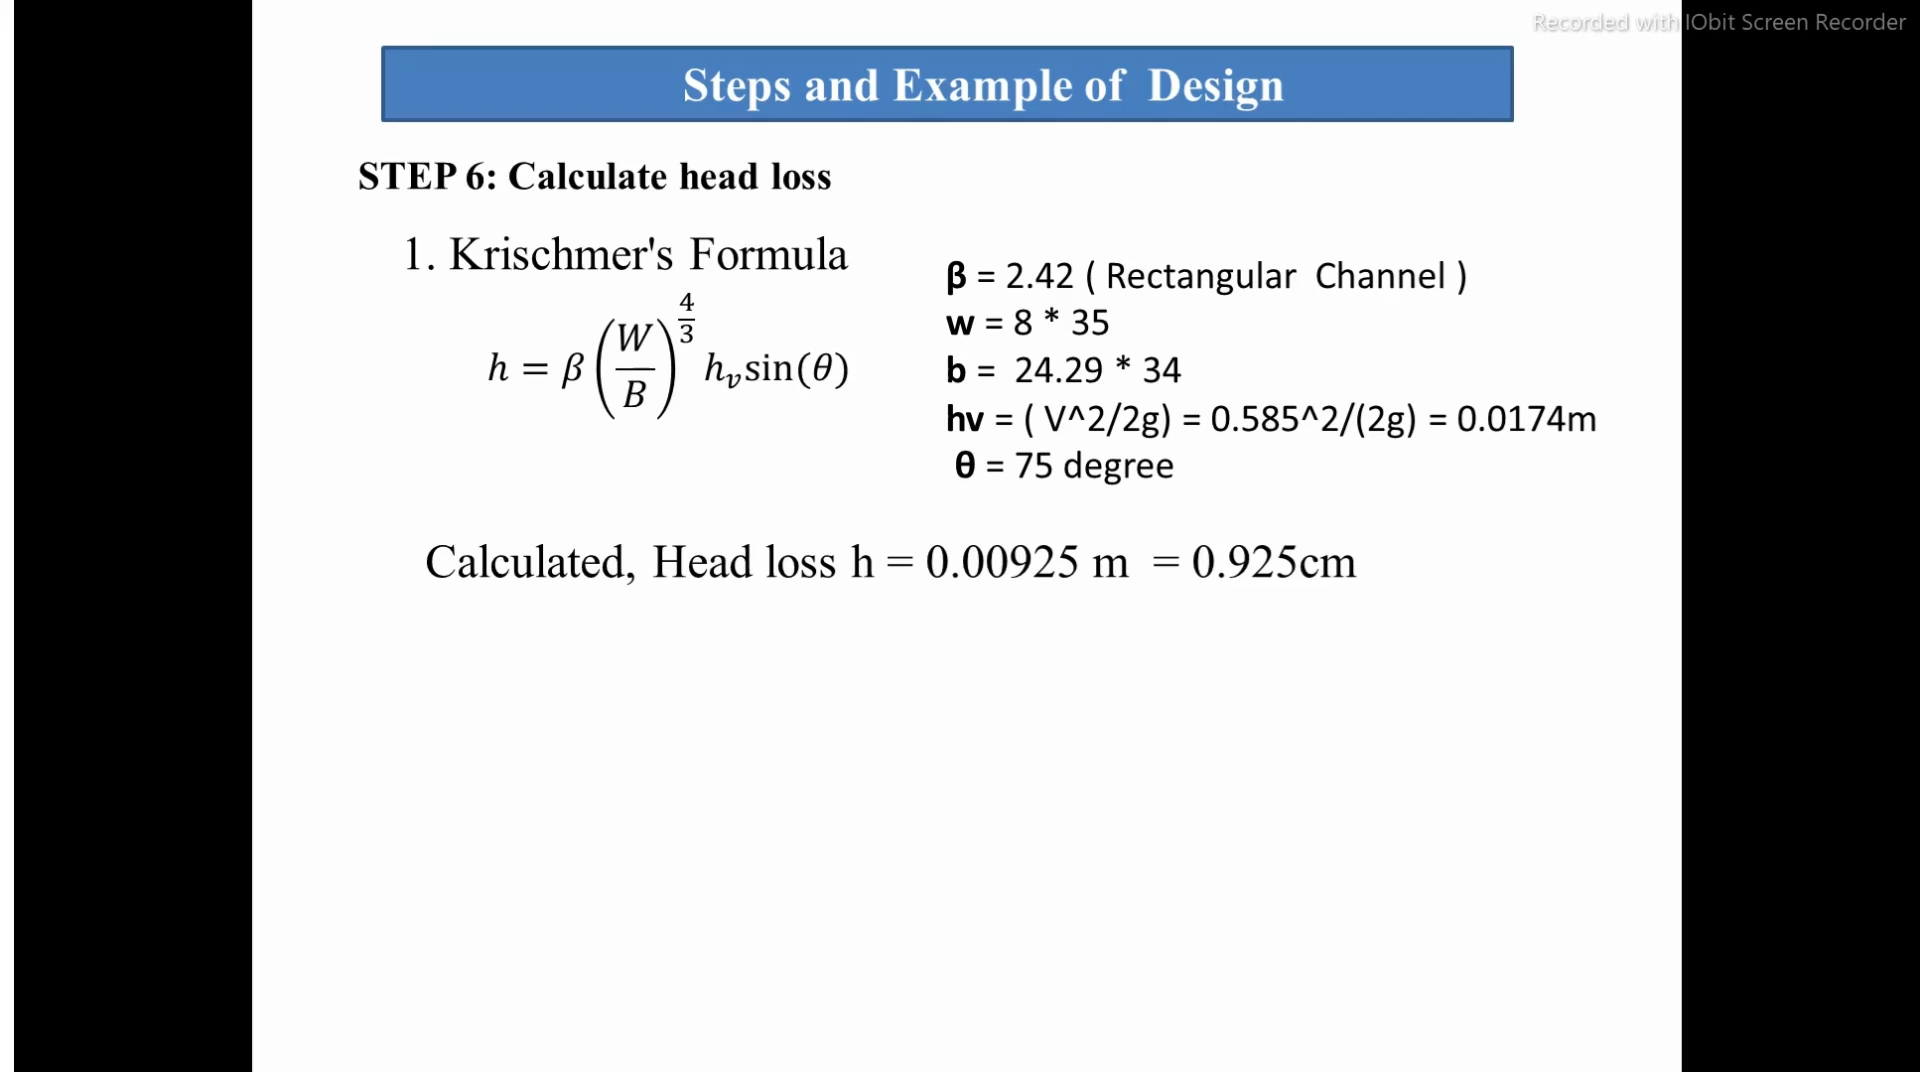 Recorded with IObit Screen Recorder
Steps and Example of Design
STEP 6: Calculate head loss
1. Krischmer's Formula
h = β (W/B)^(4/3) hᵥsin(θ)
β = 2.42 ( Rectangular Channel )
w = 8 * 35
b = 24.29 * 34
hv = ( V^2/2g) = 0.585^2/(2g) = 0.0174m
θ = 75 degree
Calculated, Head loss h = 0.00925 m = 0.925cm